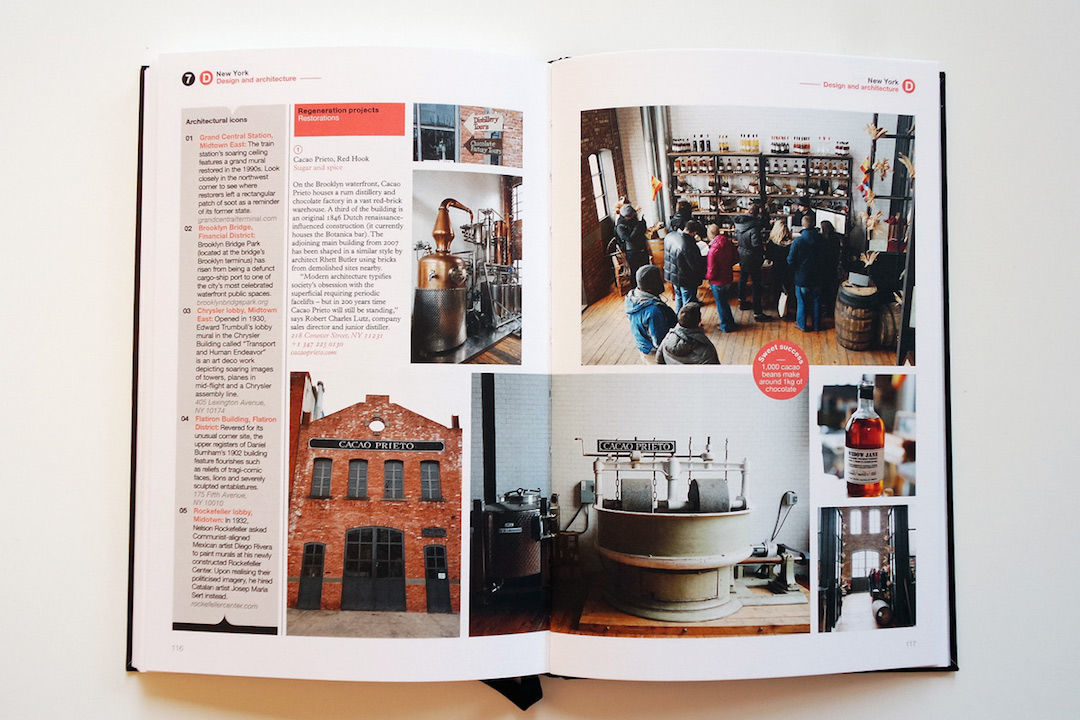 7 D New York
Design and architecture
Architectural icons
01 Grand Central Station,
Midtown East: The train
station's soaring ceiling
features a grand mural
restored in the 1990s. Look
closely in the northwest
corner to see where
restorers left a rectangular
patch of soot as a reminder
of its former state.
grandcentralterminal.com
02 Brooklyn Bridge,
Financial District:
Brooklyn Bridge Park
(located at the bridge's
Brooklyn terminus) has
risen from being a defunct
cargo-ship port to one of
the city's most celebrated
waterfront public spaces.
brooklynbridgepark.org
03 Chrysler lobby, Midtown
East: Opened in 1930,
Edward Trumbull's lobby
mural in the Chrysler
Building called "Transport
and Human Endeavor"
is an art deco work
depicting soaring images
of towers, planes in
mid-flight and a Chrysler
assembly line.
405 Lexington Avenue,
NY 10174
04 Flatiron Building, Flatiron
District: Revered for its
unusual corner site, the
upper registers of Daniel
Burnham's 1902 building
feature flourishes such
as reliefs of tragi-comic
faces, lions and severely
sculpted entablatures.
175 Fifth Avenue,
NY 10010
05 Rockefeller lobby,
Midtown: In 1932,
Nelson Rockefeller asked
Communist-aligned
Mexican artist Diego Rivera
to paint murals at his newly
constructed Rockefeller
Center. Upon realising their
politicised imagery, he hired
Catalan artist Josep Maria
Sert instead.
rockefellercenter.com
116
Regeneration projects
Restorations
1
Cacao Prieto, Red Hook
Sugar and spice
On the Brooklyn waterfront, Cacao
Prieto houses a rum distillery and
chocolate factory in a vast red-brick
warehouse. A third of the building is
an original 1846 Dutch renaissance-
influenced construction (it currently
houses the Botanica bar). The
adjoining main building from 2007
has been shaped in a similar style by
architect Rhett Butler using bricks
from demolished sites nearby.
"Modern architecture typifies
society's obsession with the
superficial requiring periodic
facelifts – but in 200 years time
Cacao Prieto will still be standing,"
says Robert Charles Lutz, company
sales director and junior distiller.
218 Conover Street, NY 11231
+1 347 225 0130
cacaoprieto.com
Distillery
Tours
Chocolate
Factory Tours
CACAO PRIETO
New York D
Design and architecture
Sweet success
1,000 cacao
beans make
around 1kg of
chocolate
CACAO PRIETO
WIDOW JANE
117